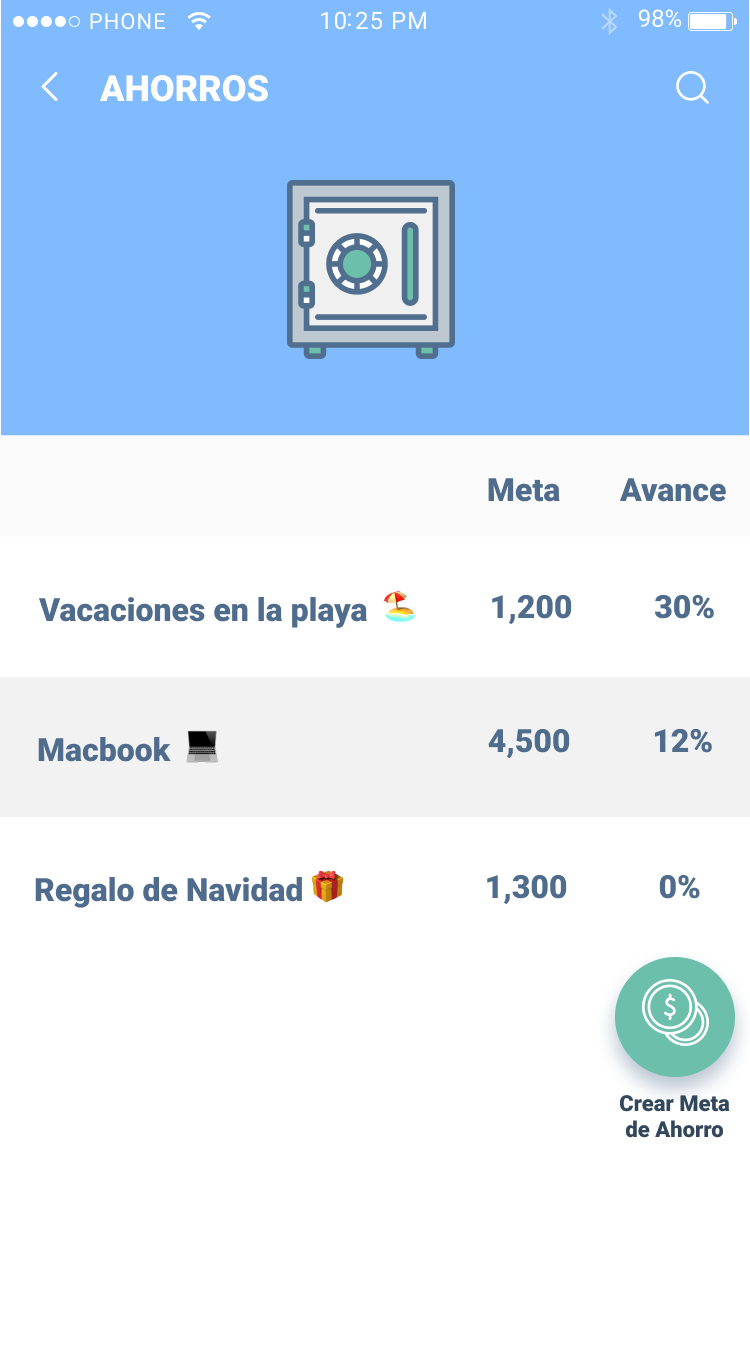 PHONE 10:25 PM 98%
AHORROS
Meta Avance
Vacaciones en la playa 🏖️ 1,200 30%
Macbook 💻 4,500 12%
Regalo de Navidad 🎁 1,300 0%
$
Crear Meta
de Ahorro